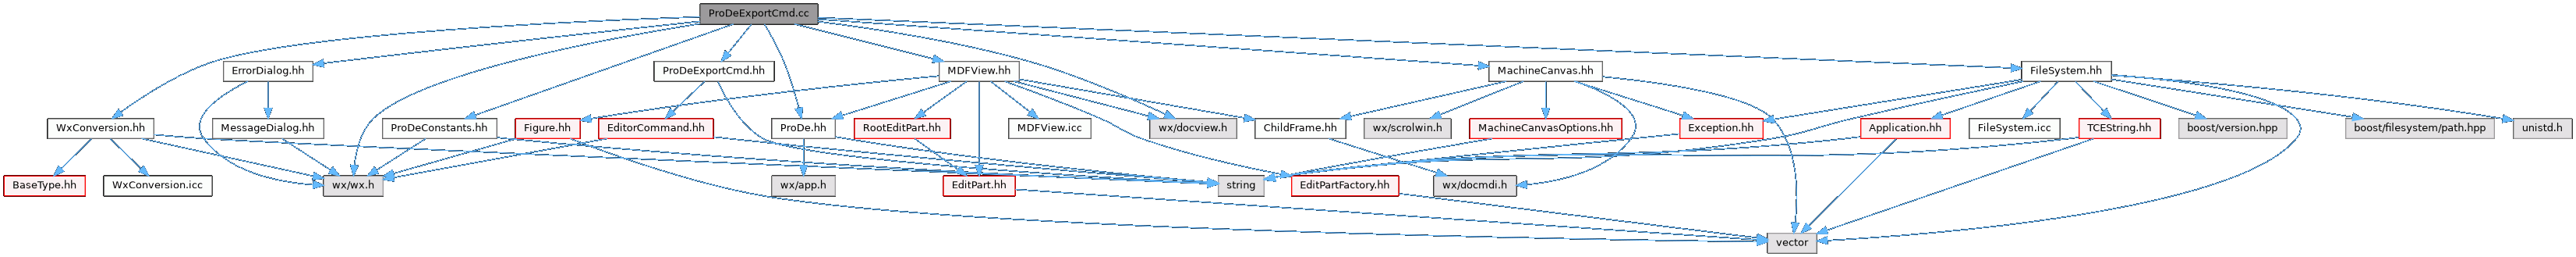 ProDeExportCmd.cc
ErrorDialog.hh
ProDeExportCmd.hh
MDFView.hh
MachineCanvas.hh
FileSystem.hh
WxConversion.hh
MessageDialog.hh
ProDeConstants.hh
Figure.hh
EditorCommand.hh
ProDe.hh
RootEditPart.hh
MDFView.icc
wx/docview.h
ChildFrame.hh
wx/scrolwin.h
MachineCanvasOptions.hh
Exception.hh
Application.hh
FileSystem.icc
TCEString.hh
boost/version.hpp
boost/filesystem/path.hpp
unistd.h
BaseType.hh
WxConversion.icc
wx/wx.h
wx/app.h
EditPart.hh
string
EditPartFactory.hh
wx/docmdi.h
vector